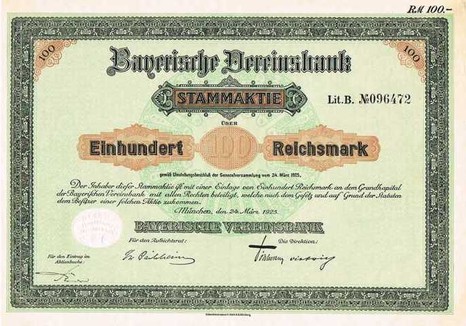 RM 100.–
100
100
Bayerische Vereinsbank
STAMMAKTIE
Lit. B. №096472
ÜBER
Einhundert 100 Reichsmark
gemäß Umstellungsbeschluß der Generalversammlung vom 24. März 1925.
Der Inhaber dieser Stammaktie ist mit einer Einlage von Einhundert Reichsmark an dem Grundkapital
der Bayerischen Vereinsbank mit allen Rechten beteiligt, welche nach dem Gesetz und auf Grund der Statuten
dem Besitzer einer solchen Aktie zukommen.
München, den 24. März 1925.
BAYERISCHE VEREINSBANK
Für den Aufsichtsrat:
Die Direktion:
Für den Eintrag im
Aktienbuche: